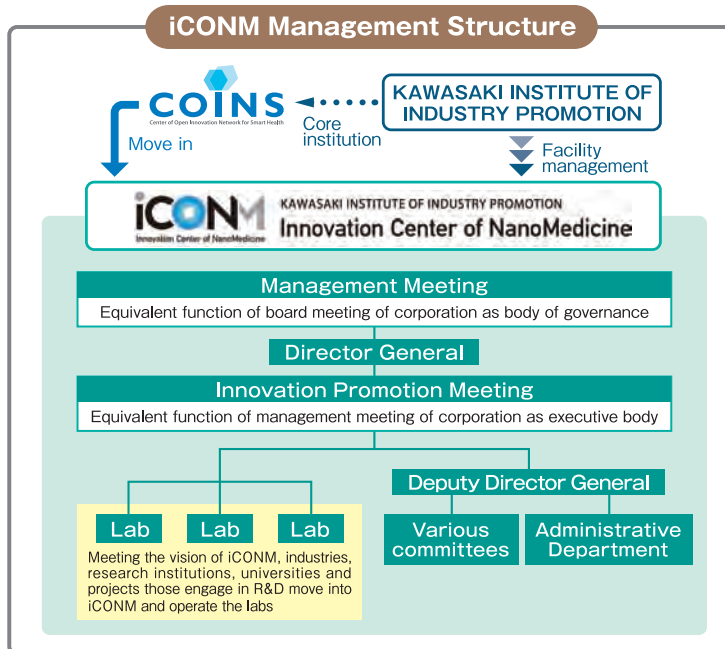 iCONM Management Structure
COINS
Center of Open Innovation Network for Smart Health
Core
institution
KAWASAKI INSTITUTE OF
INDUSTRY PROMOTION
Move in
Facility
management
iCONM
Innovation Center of NanoMedicine
KAWASAKI INSTITUTE OF INDUSTRY PROMOTION
Innovation Center of NanoMedicine
Management Meeting
Equivalent function of board meeting of corporation as body of governance
Director General
Innovation Promotion Meeting
Equivalent function of management meeting of corporation as executive body
Deputy Director General
Lab
Lab
Lab
Meeting the vision of iCONM, industries,
research institutions, universities and
projects those engage in R&D move into
iCONM and operate the labs
Various
committees
Administrative
Department